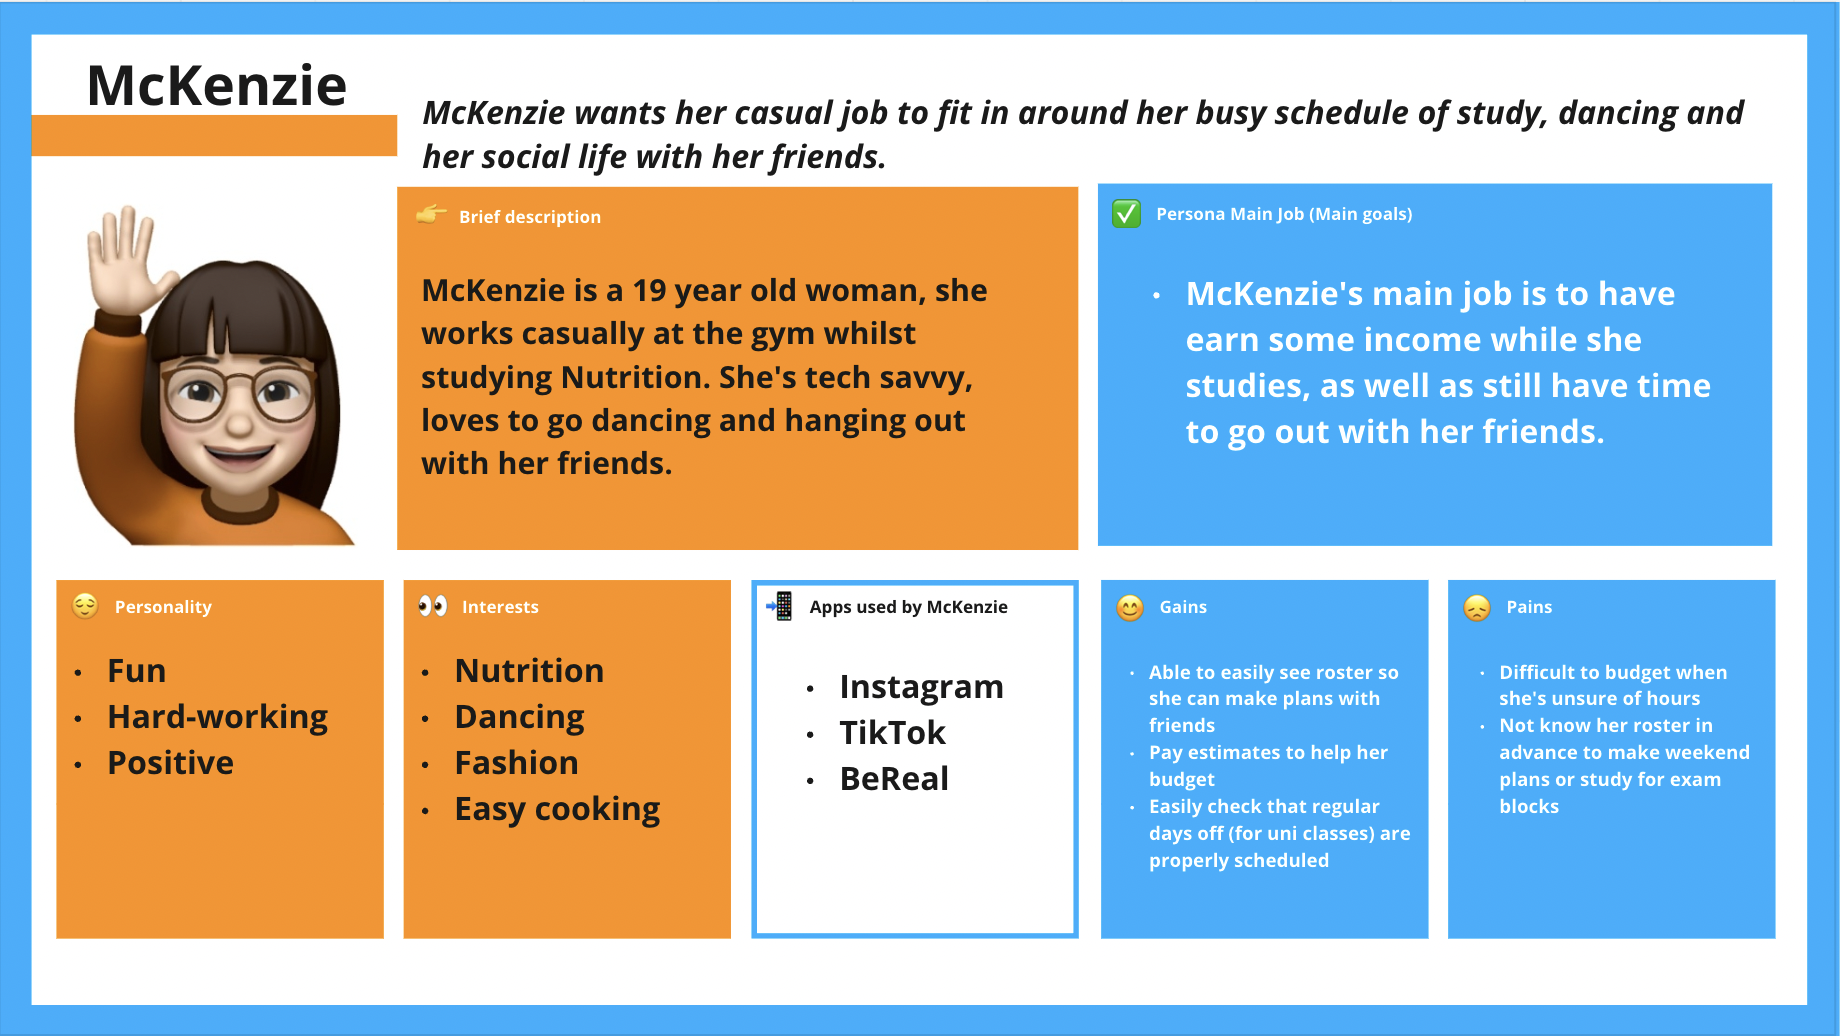 McKenzie
McKenzie wants her casual job to fit in around her busy schedule of study, dancing and
her social life with her friends.
Brief description
McKenzie is a 19 year old woman, she
works casually at the gym whilst
studying Nutrition. She's tech savvy,
loves to go dancing and hanging out
with her friends.
Persona Main Job (Main goals)
• McKenzie's main job is to have
earn some income while she
studies, as well as still have time
to go out with her friends.
Personality
• Fun
• Hard-working
• Positive
Interests
• Nutrition
• Dancing
• Fashion
• Easy cooking
Apps used by McKenzie
• Instagram
• TikTok
• BeReal
Gains
• Able to easily see roster so
she can make plans with
friends
• Pay estimates to help her
budget
• Easily check that regular
days off (for uni classes) are
properly scheduled
Pains
• Difficult to budget when
she's unsure of hours
• Not know her roster in
advance to make weekend
plans or study for exam
blocks